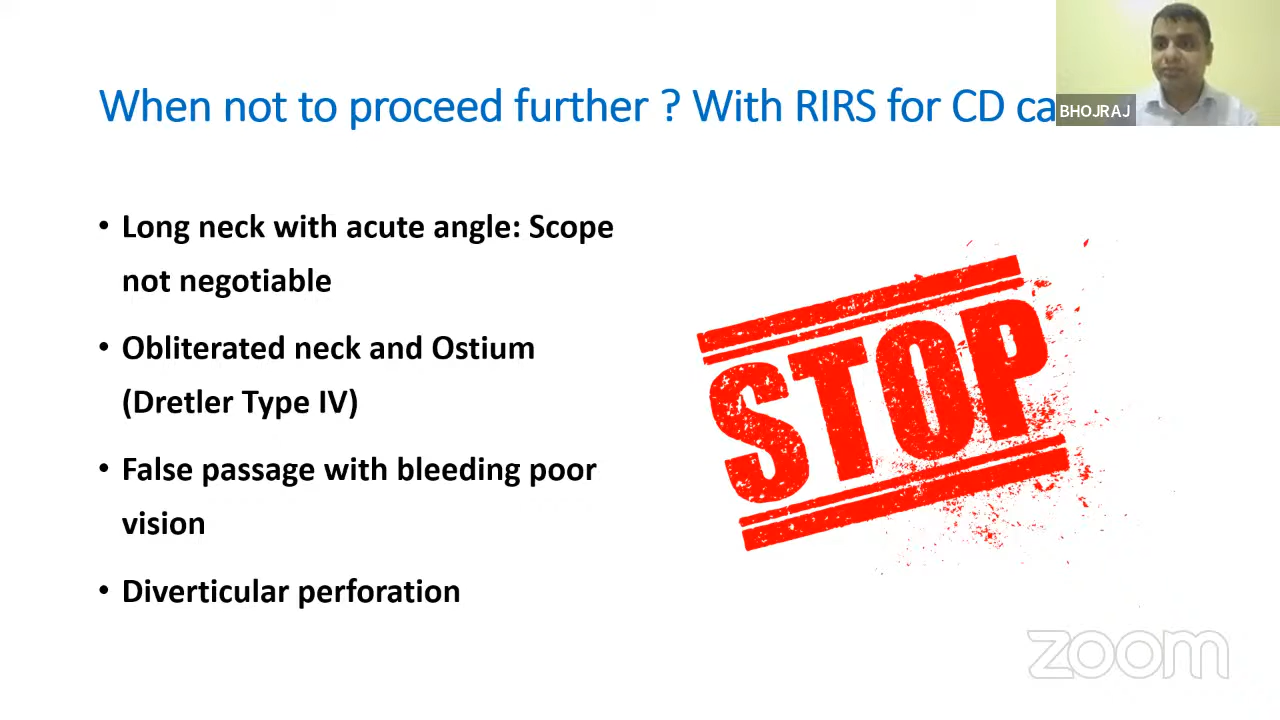 When not to proceed further ? With RIRS for CD ca
BHOJRAJ
• Long neck with acute angle: Scope
not negotiable
• Obliterated neck and Ostium
(Dretler Type IV)
• False passage with bleeding poor
vision
• Diverticular perforation
STOP
zoom